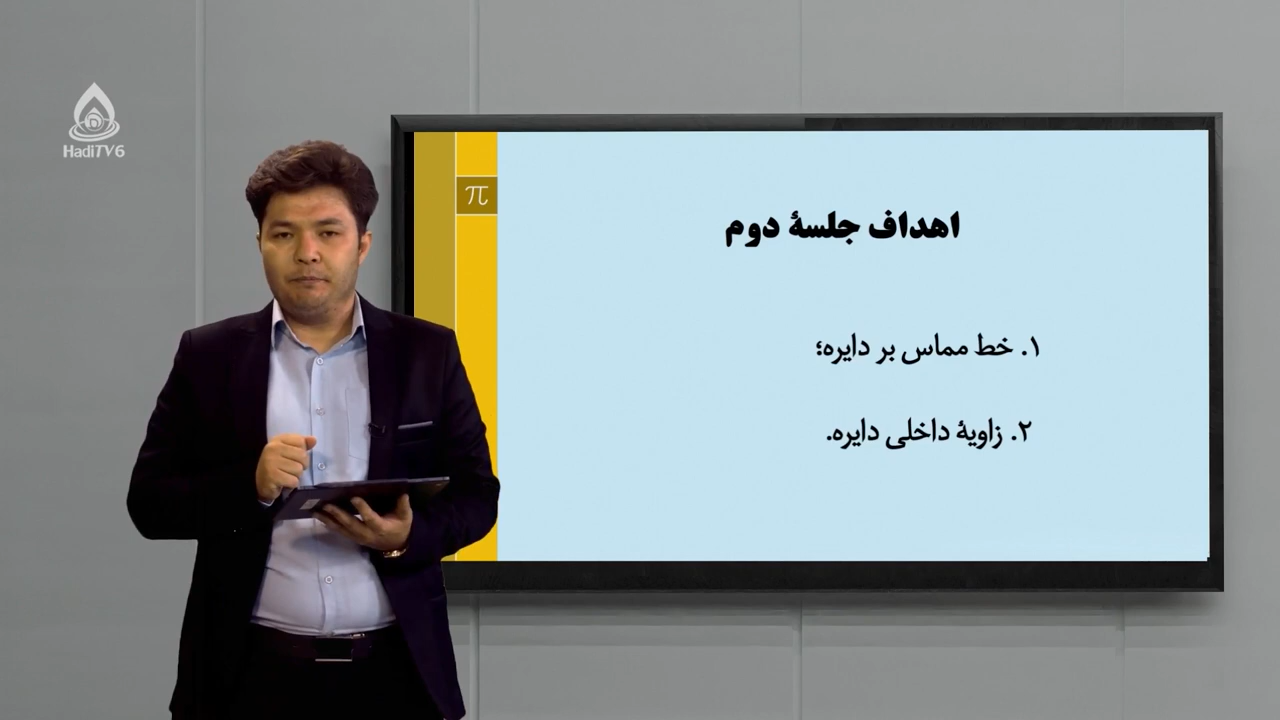 HadiTV6
π
اهداف جلسهٔ دوم
۱. خط مماس بر دایره؛
۲. زاویهٔ داخلی دایره.